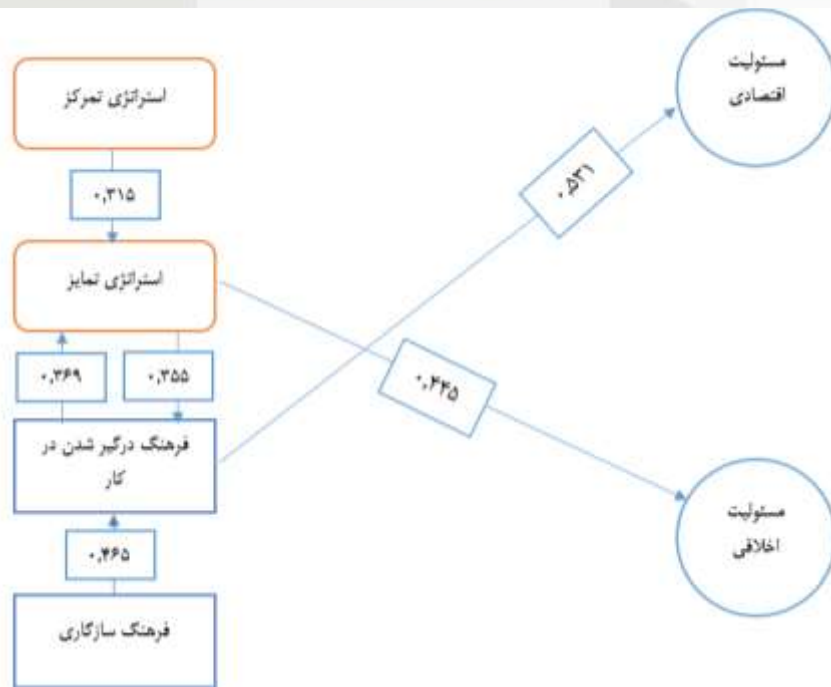 مسئولیت
اقتصادی
استراتژی تمرکز
۰,۳۱۵
۰,۵۳۱
استراتژی تمایز
۰,۳۶۹
۰,۳۵۵
۰,۴۴۵
فرهنگ درگیر شدن در
کار
۰,۴۶۵
مسئولیت
اخلاقی
فرهنگ سازگاری